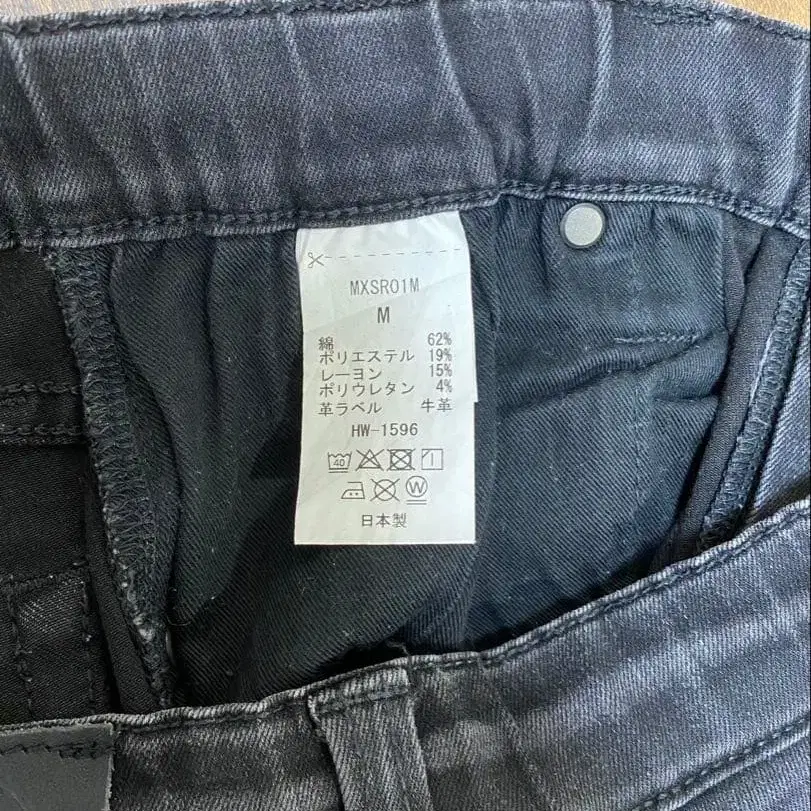 MXSR01M
M
綿 62%
ポリエステル 19%
レーヨン 15%
ポリウレタン 4%
革ラベル 牛革
HW-1596
40
W
日本製